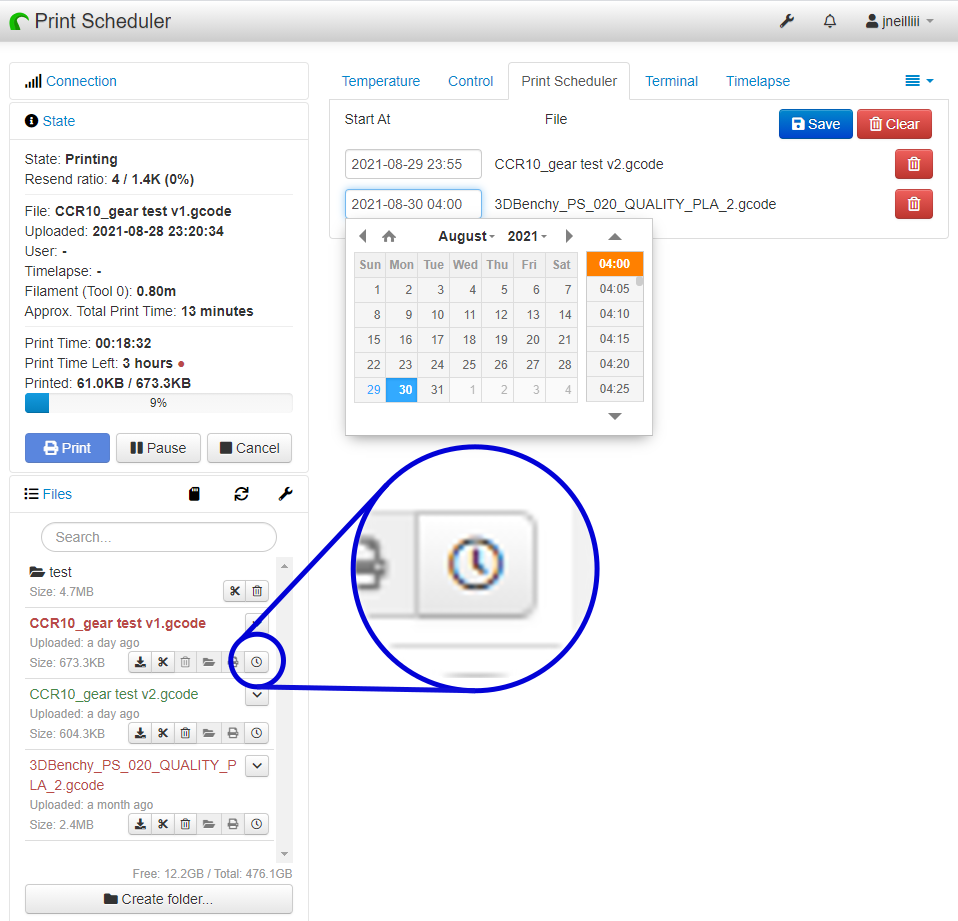 Print Scheduler
jneilliii
Connection
State
State: Printing
Resend ratio: 4 / 1.4K (0%)
File: CCR10_gear test v1.gcode
Uploaded: 2021-08-28 23:20:34
User: -
Timelapse: -
Filament (Tool 0): 0.80m
Approx. Total Print Time: 13 minutes
Print Time: 00:18:32
Print Time Left: 3 hours
Printed: 61.0KB / 673.3KB
9%
Print Pause Cancel
Files
Search...
test
Size: 4.7MB
CCR10_gear test v1.gcode
Uploaded: a day ago
Size: 673.3KB
CCR10_gear test v2.gcode
Uploaded: a day ago
Size: 604.3KB
3DBenchy_PS_020_QUALITY_P
LA_2.gcode
Uploaded: a month ago
Size: 2.4MB
Free: 12.2GB / Total: 476.1GB
Create folder...
Temperature Control Print Scheduler Terminal Timelapse
Start At File Save Clear
2021-08-29 23:55 CCR10_gear test v2.gcode
2021-08-30 04:00 3DBenchy_PS_020_QUALITY_PLA_2.gcode
August 2021
Sun Mon Tue Wed Thu Fri Sat
1 2 3 4 5 6 7
8 9 10 11 12 13 14
15 16 17 18 19 20 21
22 23 24 25 26 27 28
29 30 31 1 2 3 4
04:00
04:05
04:10
04:15
04:20
04:25